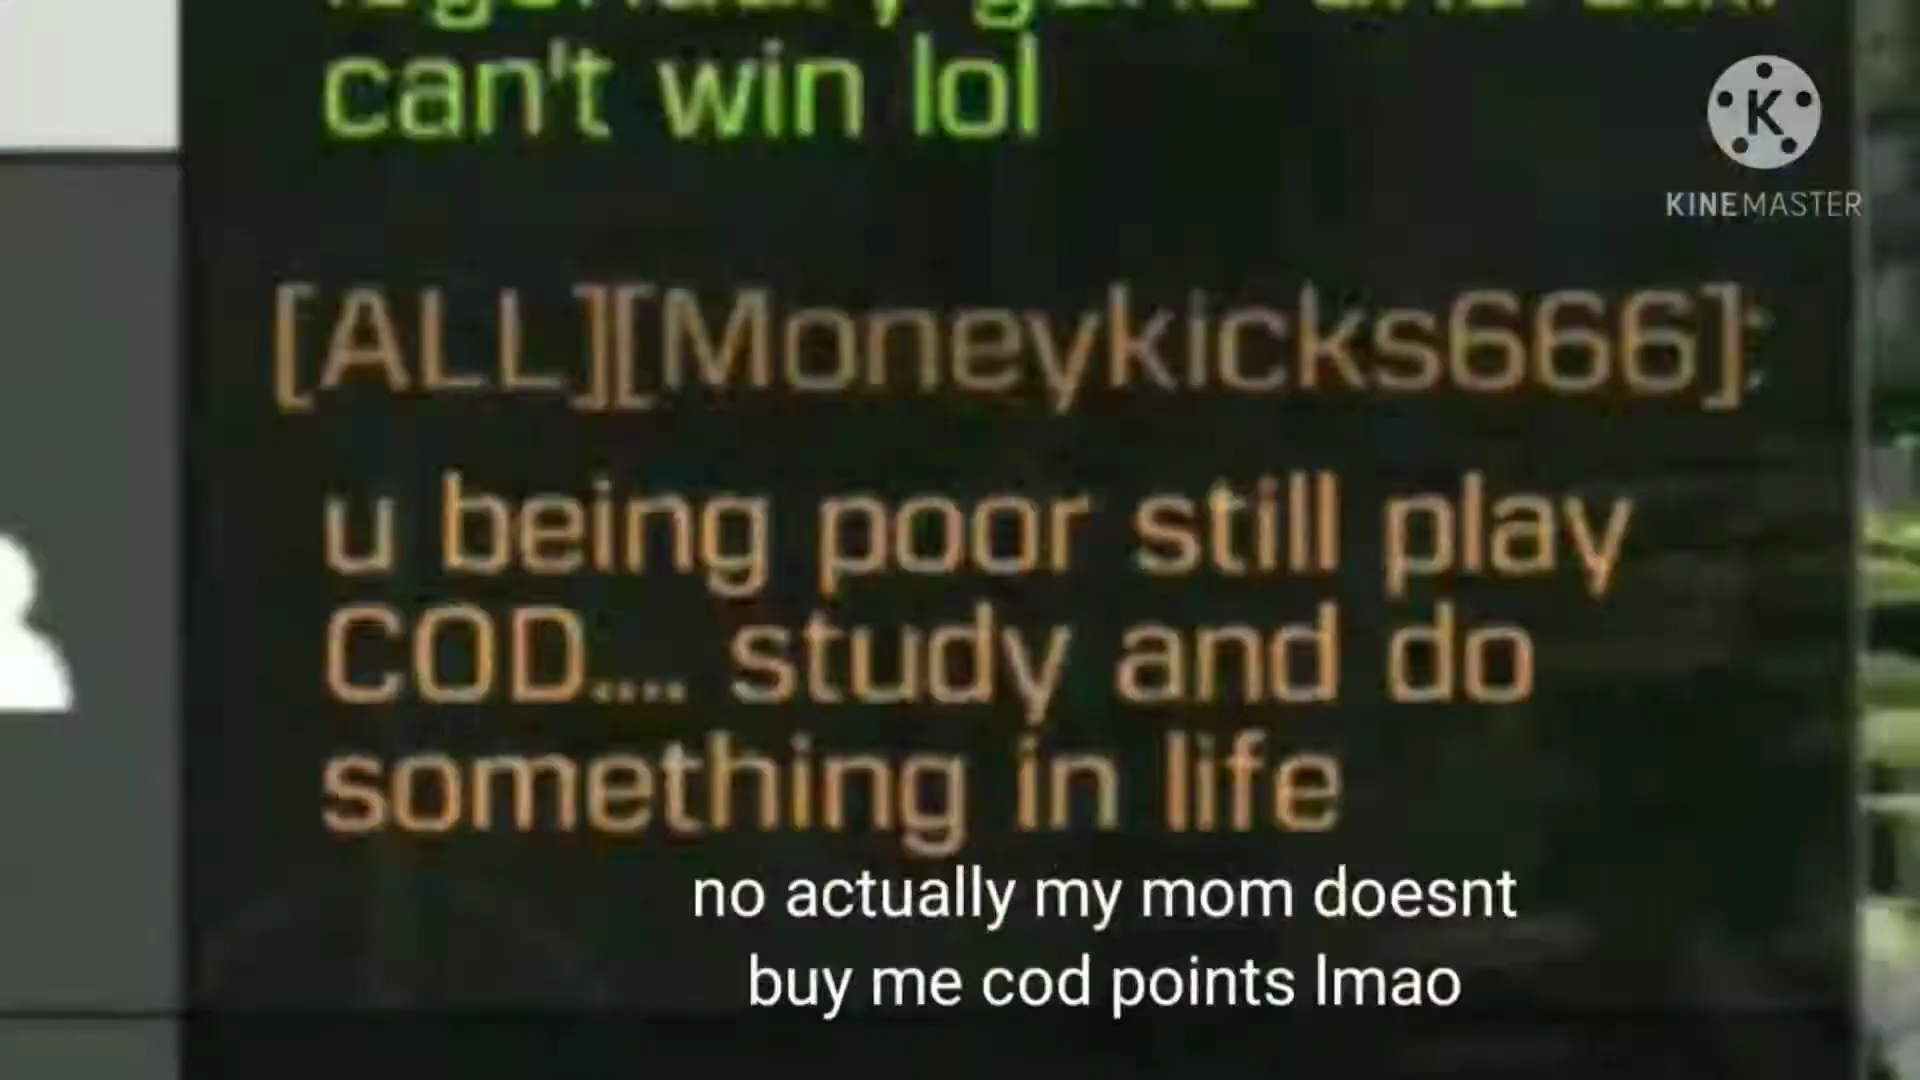 can't win lol
K
KINEMASTER
[ALL][Moneykicks666]:
u being poor still play
COD.... study and do
something in life
no actually my mom doesnt
buy me cod points lmao